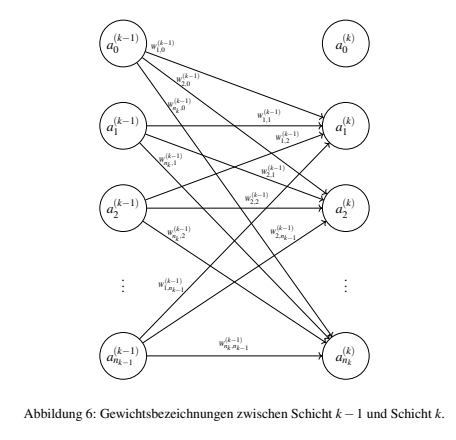 a_0^{(k−1)} a_0^{(k)}
w_{1,0}^{(k−1)}
w_{2,0}^{(k−1)}
w_{n_k,0}^{(k−1)}
w_{1,1}^{(k−1)}
a_1^{(k−1)} a_1^{(k)}
w_{1,2}^{(k−1)}
w_{n_k,1}^{(k−1)}
w_{2,1}^{(k−1)}
w_{2,2}^{(k−1)}
a_2^{(k−1)} a_2^{(k)}
w_{n_k,2}^{(k−1)} w_{2,n_{k−1}}^{(k−1)}
⋮ ⋮
w_{1,n_{k−1}}^{(k−1)}
w_{n_k,n_{k−1}}^{(k−1)}
a_{n_{k−1}}^{(k−1)} a_{n_k}^{(k)}
Abbildung 6: Gewichtsbezeichnungen zwischen Schicht k − 1 und Schicht k.